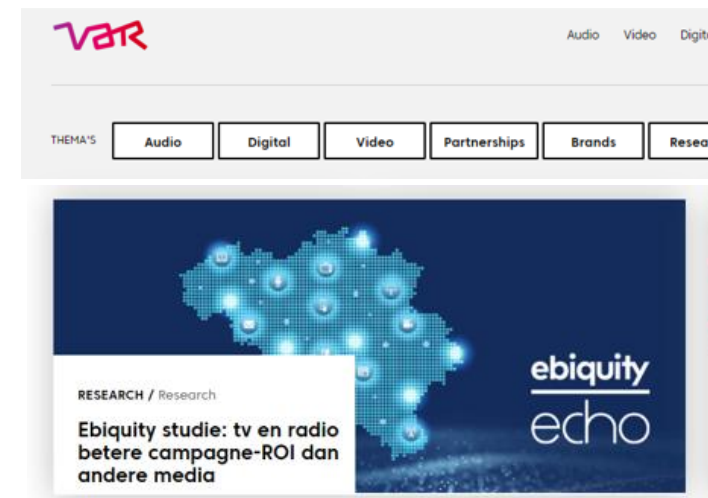 var
Audio Video
THEMA'S Audio Digital Video Partnerships Brands
RESEARCH / Research
Ebiquity studie: tv en radio
betere campagne-ROI dan
andere media
ebiquity
echo